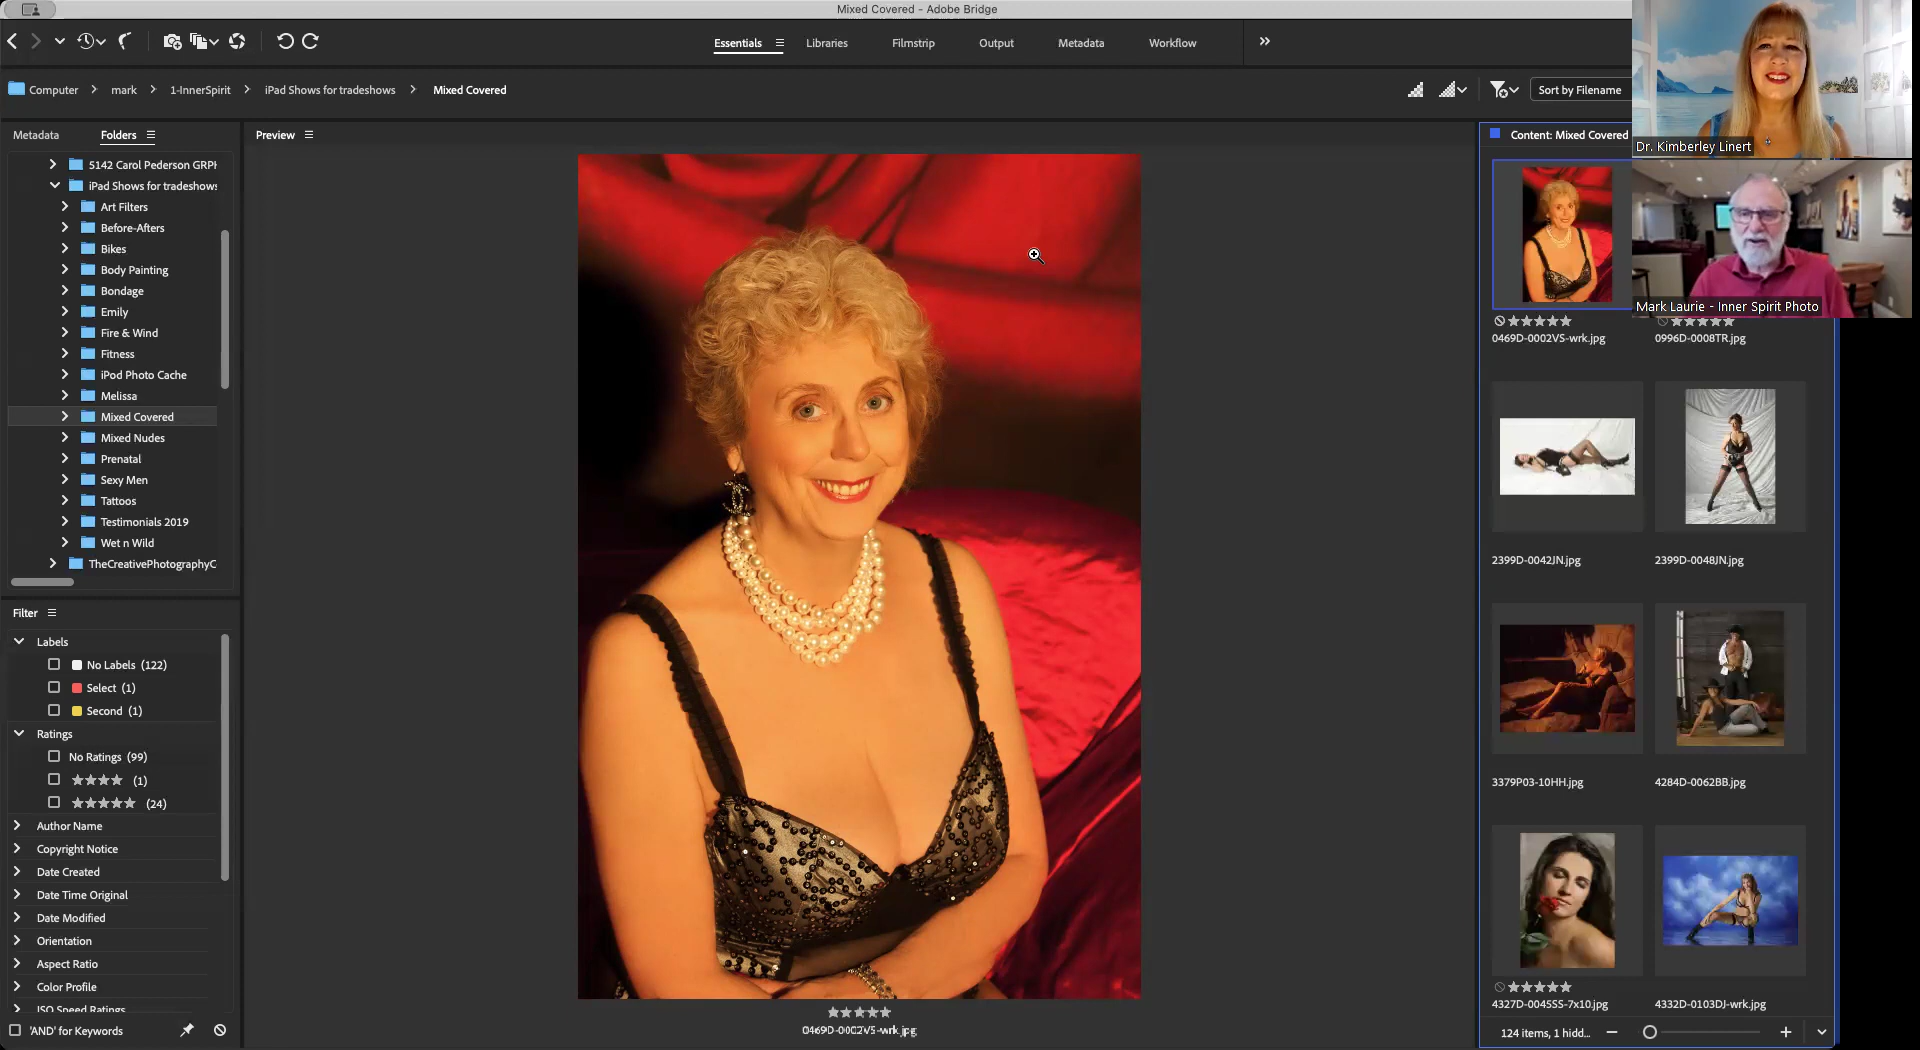 Mixed Covered - Adobe Bridge
Essentials
Libraries
Filmstrip
Output
Metadata
Workflow
Computer
mark
1-InnerSpirit
iPad Shows for tradeshows
Mixed Covered
Sort by Filename
Metadata
Folders
5142 Carol Pederson GRPH
iPad Shows for tradeshows
Art Filters
Before-Afters
Bikes
Body Painting
Bondage
Emily
Fire & Wind
Fitness
iPod Photo Cache
Melissa
Mixed Covered
Mixed Nudes
Prenatal
Sexy Men
Tattoos
Testimonials 2019
Wet n Wild
TheCreativePhotographyC
Filter
Labels
No Labels (122)
Select (1)
Second (1)
Ratings
No Ratings (99)
(1)
(24)
Author Name
Copyright Notice
Date Created
Date Time Original
Date Modified
Orientation
Aspect Ratio
Color Profile
ISO Speed Ratings
'AND' for Keywords
Preview
0469D-0002VS-wrk.jpg
Content: Mixed Covered
Dr. Kimberley Linert
Mark Laurie - Inner Spirit Photo
0469D-0002VS-wrk.jpg
0996D-0008TR.jpg
2399D-0042JN.jpg
2399D-0048JN.jpg
3379P03-10HH.jpg
4284D-0062BB.jpg
4327D-0045SS-7x10.jpg
4332D-0103DJ-wrk.jpg
124 items, 1 hidd...